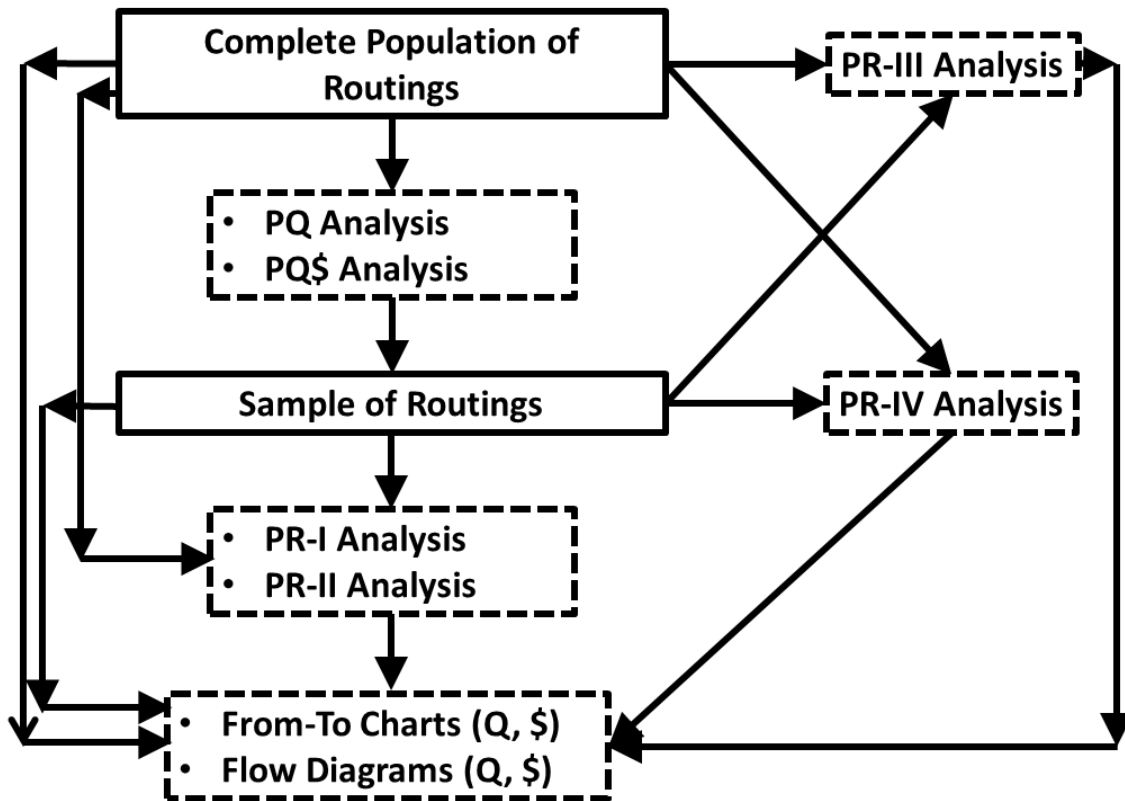 Complete Population of
Routings
PR-III Analysis
• PQ Analysis
• PQ$ Analysis
Sample of Routings
PR-IV Analysis
• PR-I Analysis
• PR-II Analysis
• From-To Charts (Q, $)
• Flow Diagrams (Q, $)